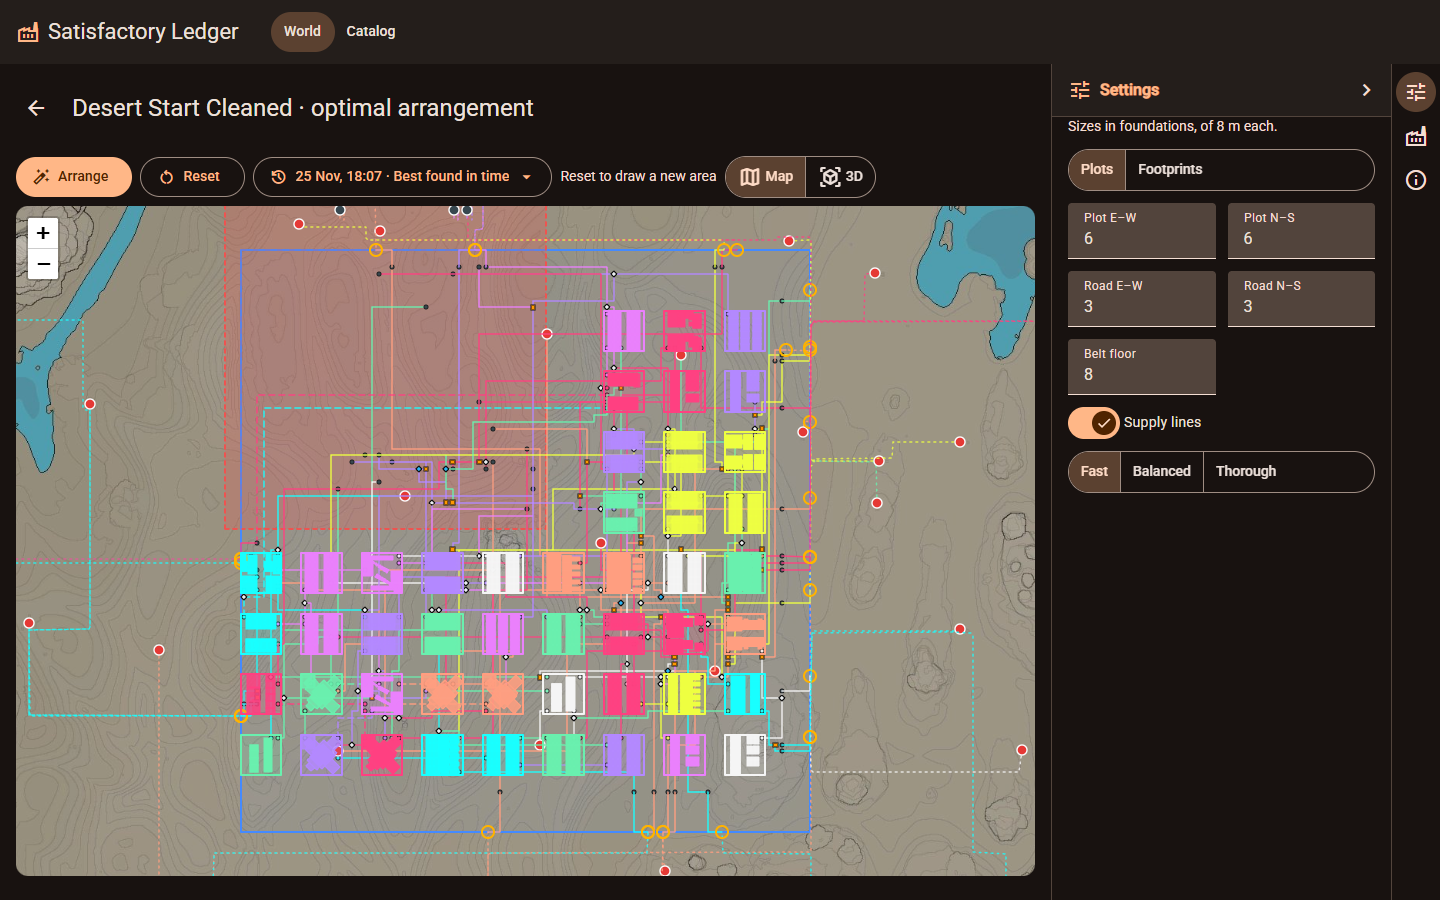 Satisfactory Ledger
World
Catalog
Desert Start Cleaned · optimal arrangement
Arrange
Reset
25 Nov, 18:07 · Best found in time
Reset to draw a new area
Map
3D
+
−
Settings
Sizes in foundations, of 8 m each.
Plots
Footprints
Plot E–W
6
Plot N–S
6
Road E–W
3
Road N–S
3
Belt floor
8
Supply lines
Fast
Balanced
Thorough